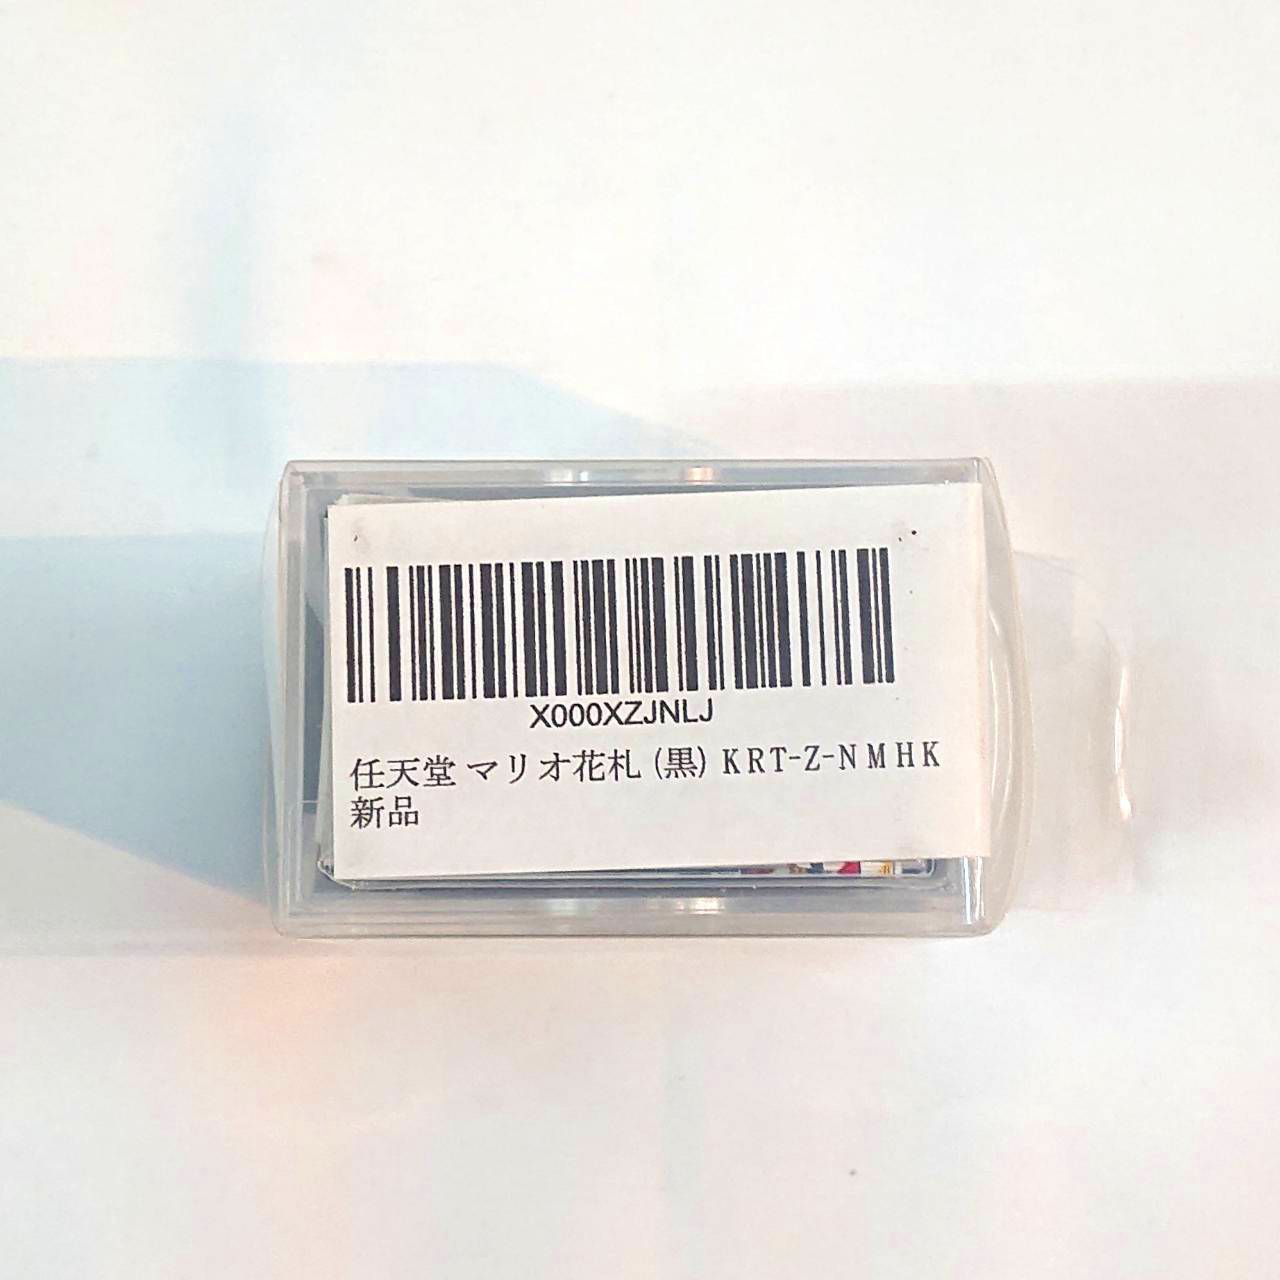 X000XZJNLJ
任天堂 マリオ花札 (黒) KRT-Z-NMHK
新品